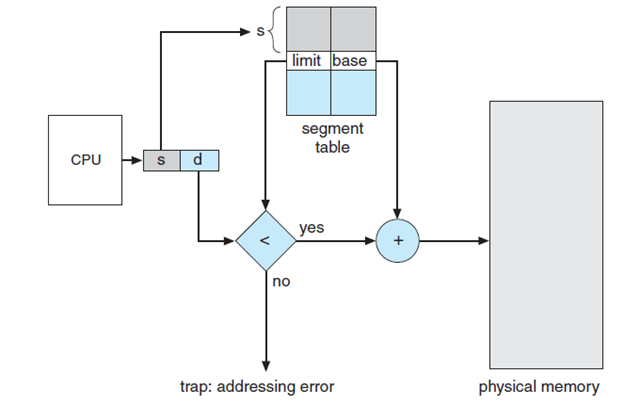 s
limit base
segment
table
CPU
s d
<
yes
+
no
trap: addressing error
physical memory